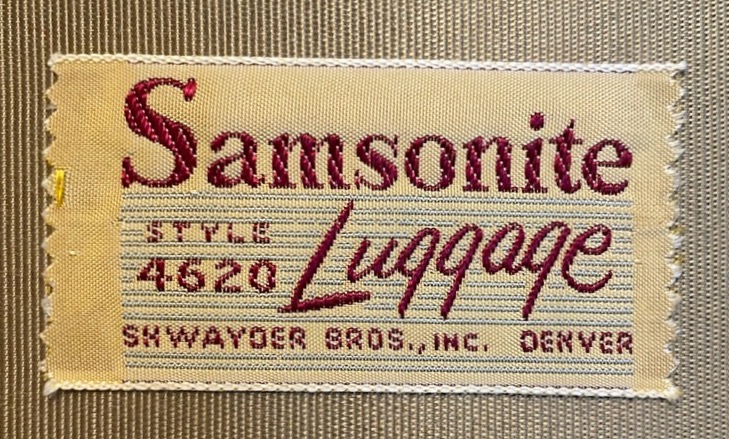 Samsonite
STYLE
4620 Luggage
SHWAYDER BROS., INC. DENVER